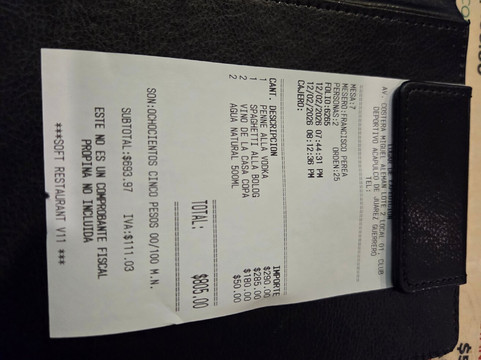 AV. COSTERA MIGUEL ALEMAN LOTE 2 LOCAL 01. CLUB
DEPORTIVO ACAPULCO DE JUAREZ GUERRERO
TEL:
MESA:7
MESERO:FRANCISCO PEREA
PERSONAS:2 ORDEN:25
FOLIO:6265
12/02/2026 07:44:31 PM
12/02/2026 08:12:36 PM
CAJERO:
CANT. DESCRIPCION IMPORTE
1 PENNE ALLA VODKA $290.00
1 SPAGHETTI ALLA BOLOG $285.00
2 VINO DE LA CASA COPA $180.00
2 AGUA NATURAL 500ML $50.00
TOTAL: $805.00
SON:OCHOCIENTOS CINCO PESOS 00/100 M.N.
SUBTOTAL:$693.97 IVA:$111.03
ESTE NO ES UN COMPROBANTE FISCAL
PROPINA NO INCLUIDA
***SOFT RESTAURANT V11 ***